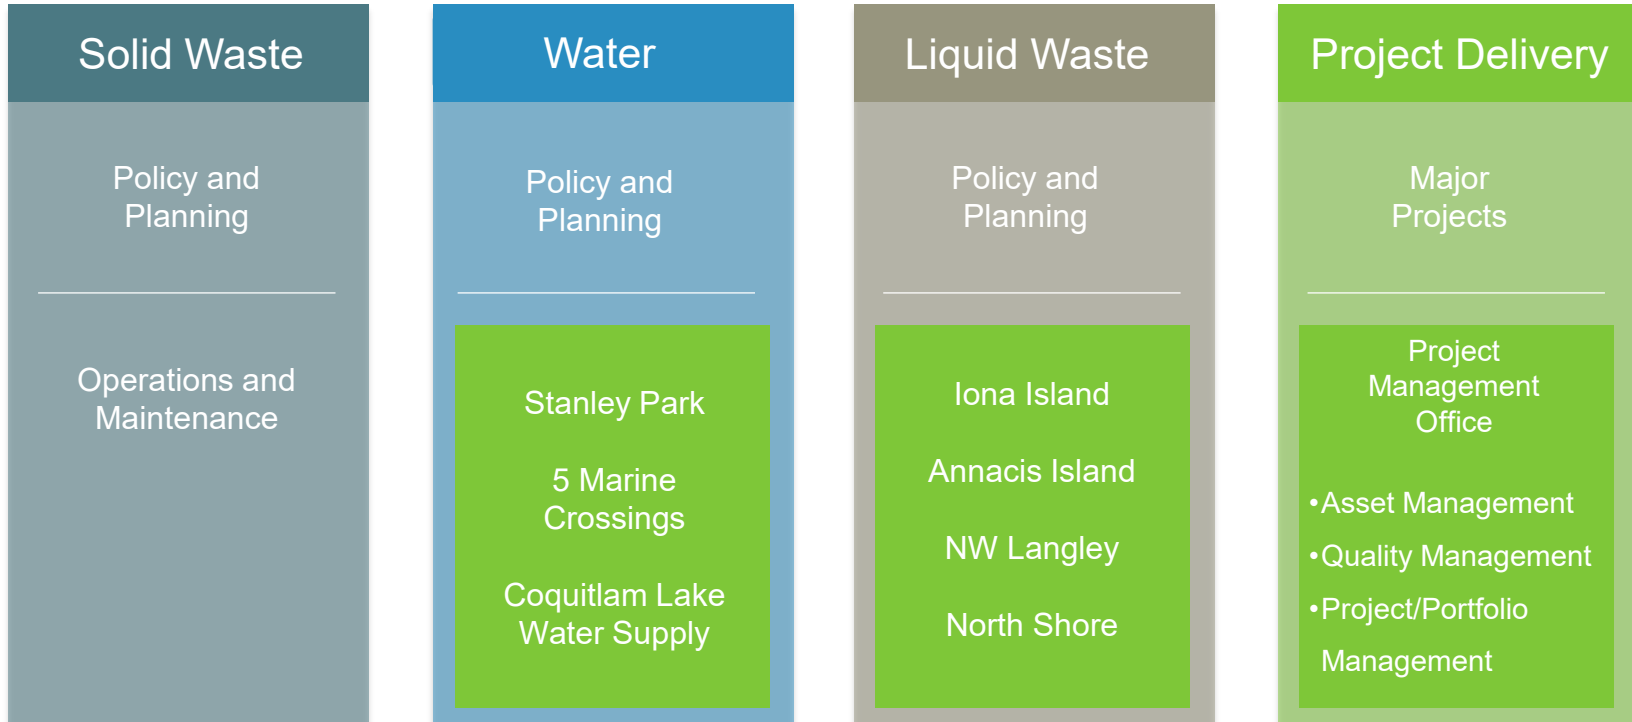 Solid Waste
Policy and
Planning
Operations and
Maintenance
Water
Policy and
Planning
Stanley Park
5 Marine
Crossings
Coquitlam Lake
Water Supply
Liquid Waste
Policy and
Planning
Iona Island
Annacis Island
NW Langley
North Shore
Project Delivery
Major
Projects
Project
Management
Office
•Asset Management
•Quality Management
•Project/Portfolio
Management